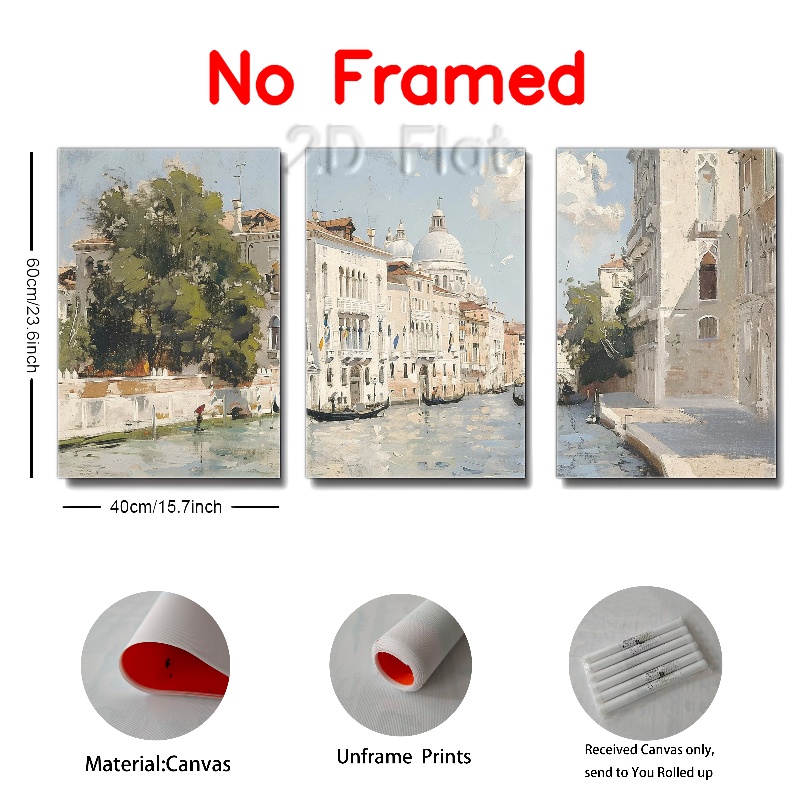 No Framed
2D Flat
60cm/23.6inch
40cm/15.7inch
Material:Canvas
Unframe Prints
Received Canvas only,
send to You Rolled up